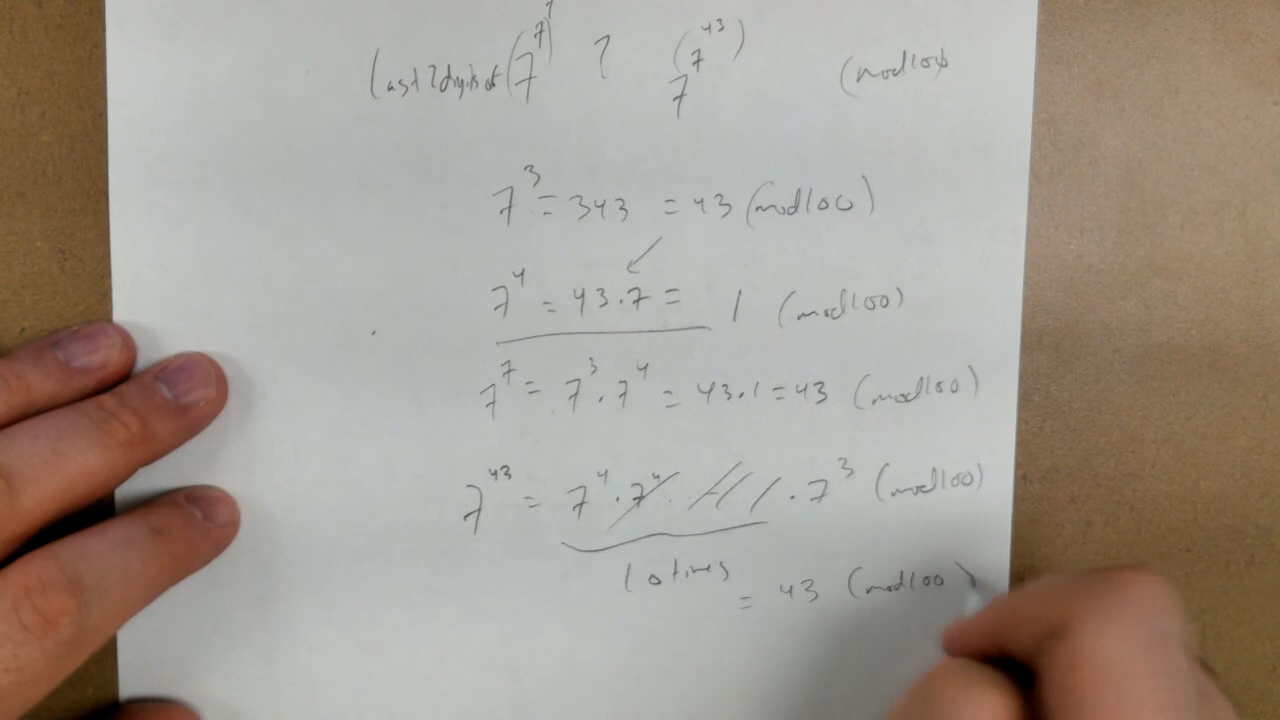 Last 2 digits of (7^7)^7 ? 7^(7^43) (mod 100
7^3 = 343 = 43 (mod 100)
7^4 = 43.7 = 1 (mod 100)
7^7 = 7^3 . 7^4 = 43.1 = 43 (mod 100)
7^43 = 7^4 . 7^4 . / / / / . 7^3 (mod 100)
10 times
= 43 (mod 100)